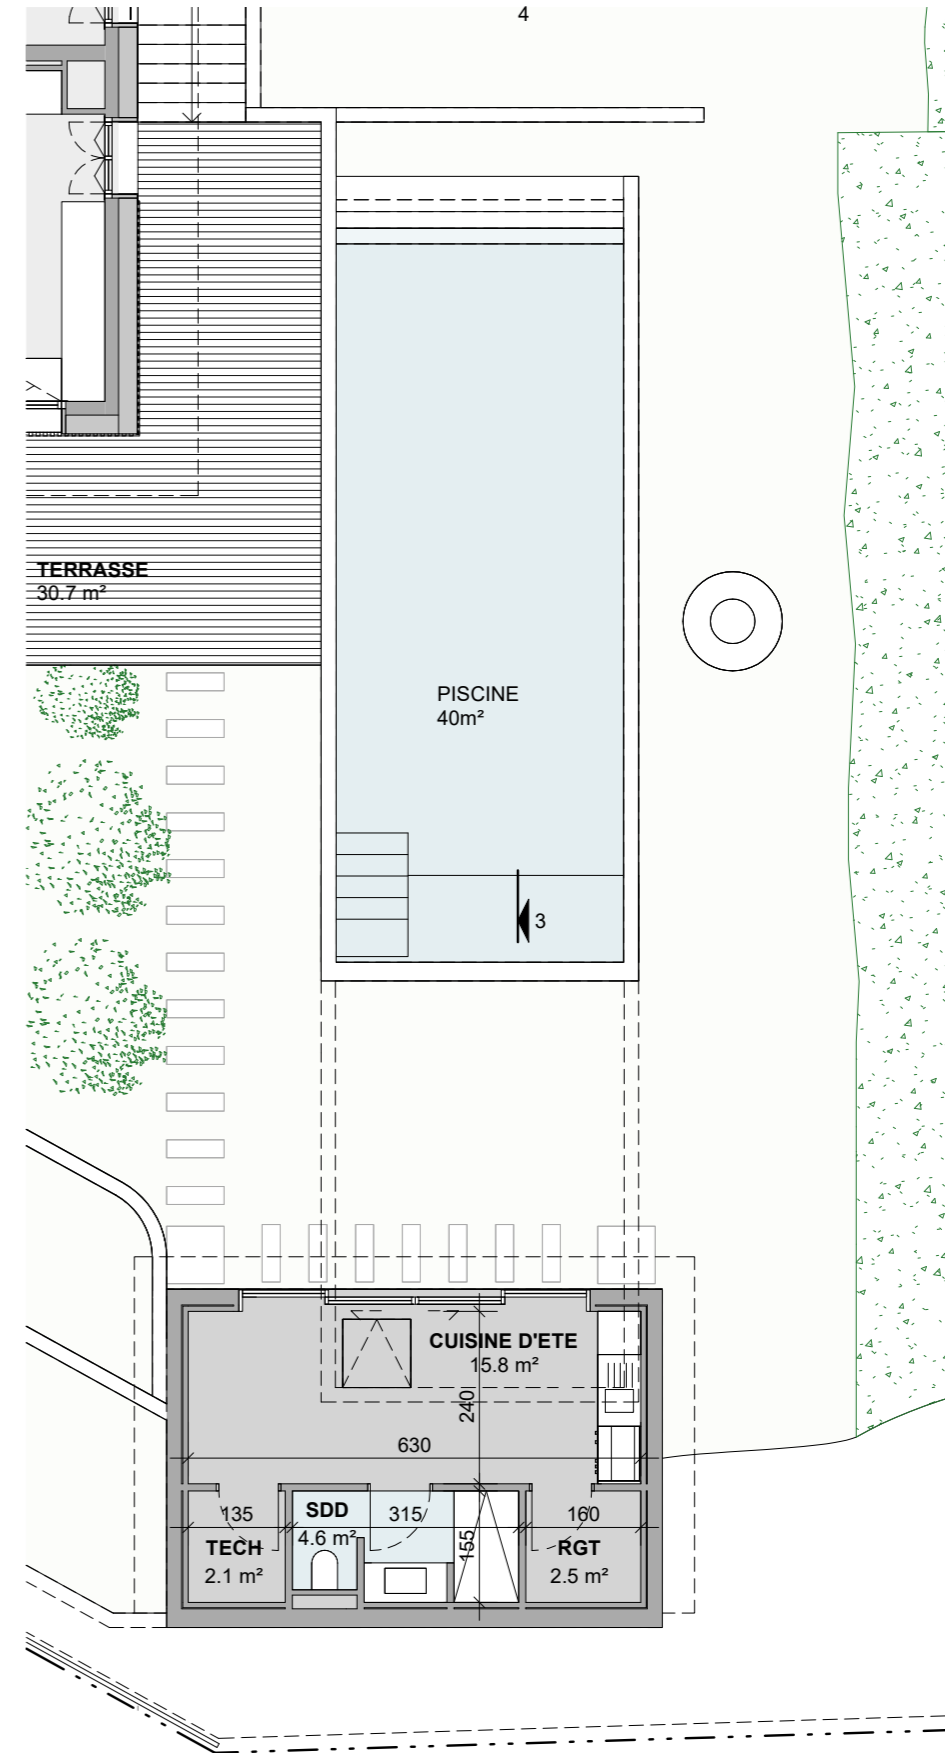 4
TERRASSE
30.7 m²
PISCINE
40m²
3
CUISINE D'ETE
15.8 m²
240
630
135
SDD
315
160
4.6 m²
155
TECH
RGT
2.1 m²
2.5 m²